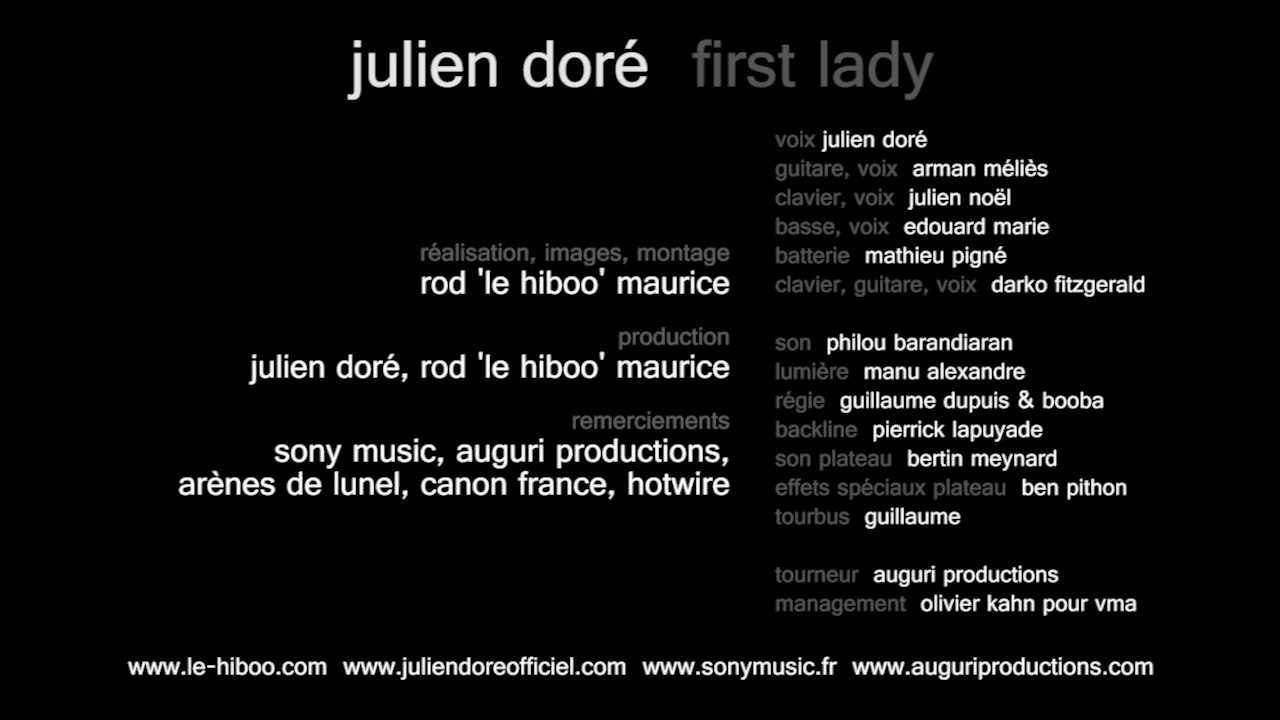 julien doré first lady
réalisation, images, montage
rod 'le hiboo' maurice
production
julien doré, rod 'le hiboo' maurice
remerciements
sony music, auguri productions,
arènes de lunel, canon france, hotwire
voix julien doré
guitare, voix arman méliès
clavier, voix julien noël
basse, voix edouard marie
batterie mathieu pigné
clavier, guitare, voix darko fitzgerald
son philou barandiaran
lumière manu alexandre
régie guillaume dupuis & booba
backline pierrick lapuyade
son plateau bertin meynard
effets spéciaux plateau ben pithon
tourbus guillaume
tourneur auguri productions
management olivier kahn pour vma
www.le-hiboo.com www.juliendoreofficiel.com www.sonymusic.fr www.auguriproductions.com